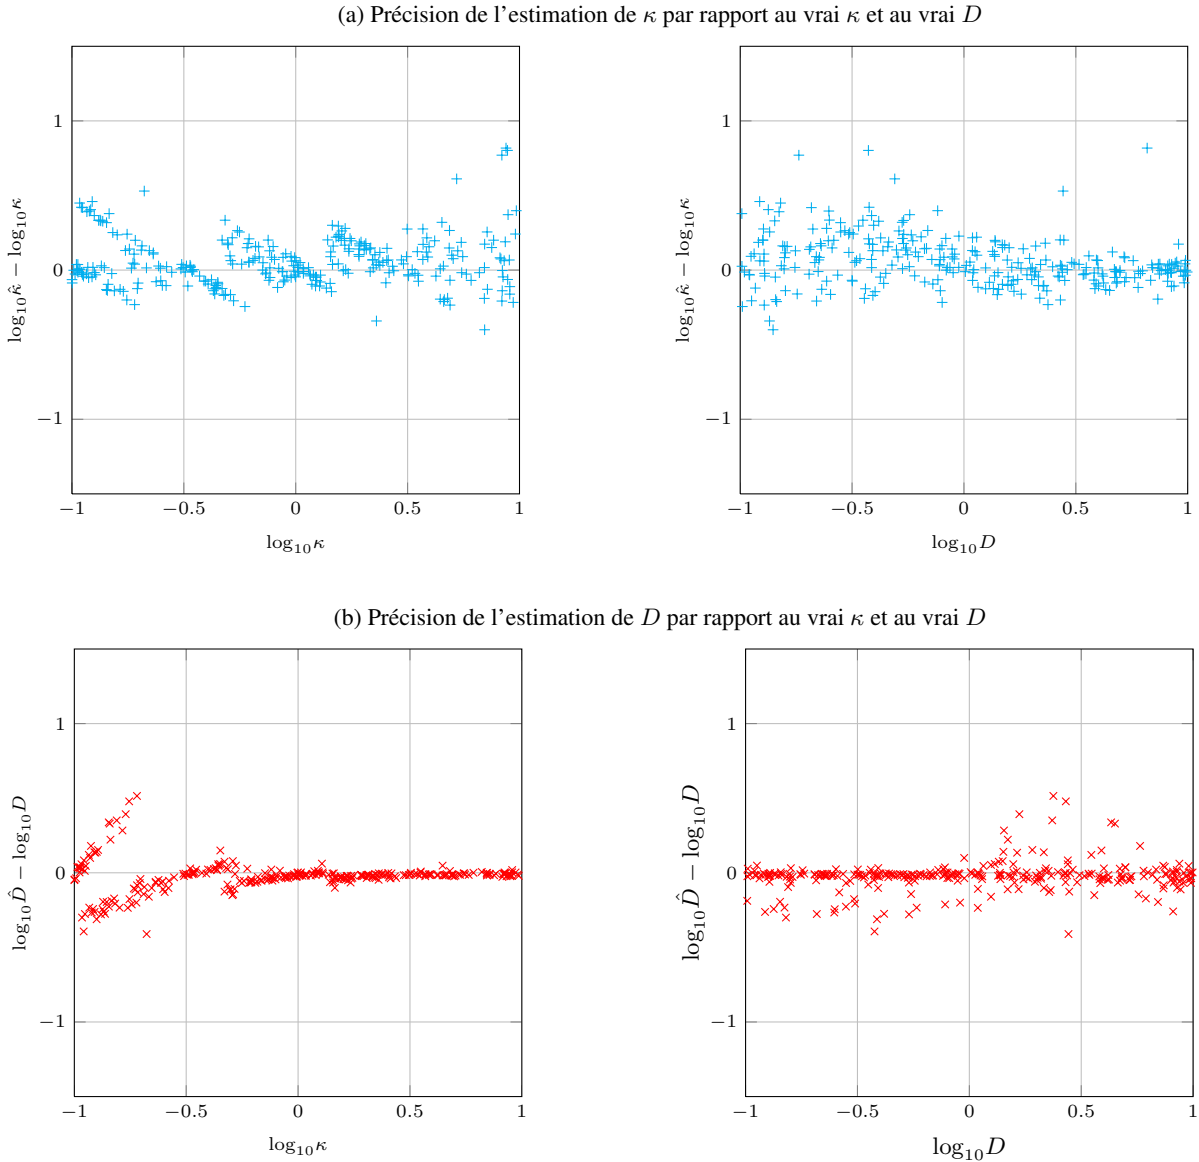 (a) Précision de l’estimation de κ par rapport au vrai κ et au vrai D
1
0
−1
log₁₀κ̂ − log₁₀κ
−1 −0.5 0 0.5 1
log₁₀κ
1
0
−1
log₁₀κ̂ − log₁₀κ
−1 −0.5 0 0.5 1
log₁₀D
(b) Précision de l’estimation de D par rapport au vrai κ et au vrai D
1
0
−1
log₁₀D̂ − log₁₀D
−1 −0.5 0 0.5 1
log₁₀κ
1
0
−1
log₁₀D̂ − log₁₀D
−1 −0.5 0 0.5 1
log₁₀D